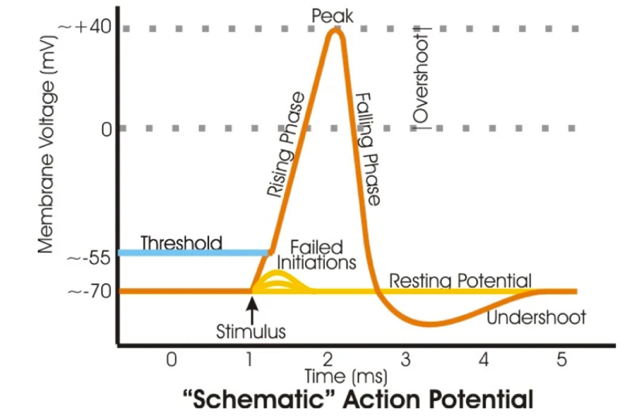 Peak
~+40
Overshoot
Membrane Voltage (mV)
0
Rising Phase
Falling Phase
Threshold
Failed
Initiations
~-55
Resting Potential
~-70
Undershoot
Stimulus
0 1 2 3 4 5
Time (ms)
“Schematic” Action Potential